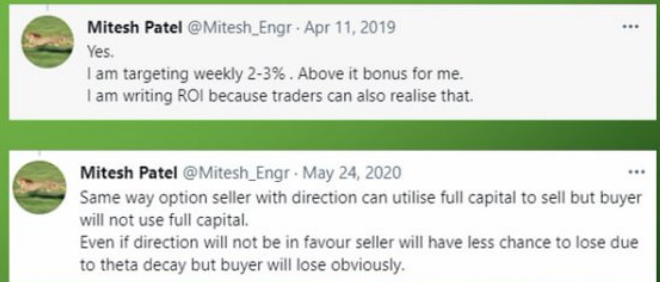 Mitesh Patel @Mitesh_Engr · Apr 11, 2019
Yes.
I am targeting weekly 2-3% . Above it bonus for me.
I am writing ROI because traders can also realise that.
Mitesh Patel @Mitesh_Engr · May 24, 2020
Same way option seller with direction can utilise full capital to sell but buyer
will not use full capital.
Even if direction will not be in favour seller will have less chance to lose due
to theta decay but buyer will lose obviously.